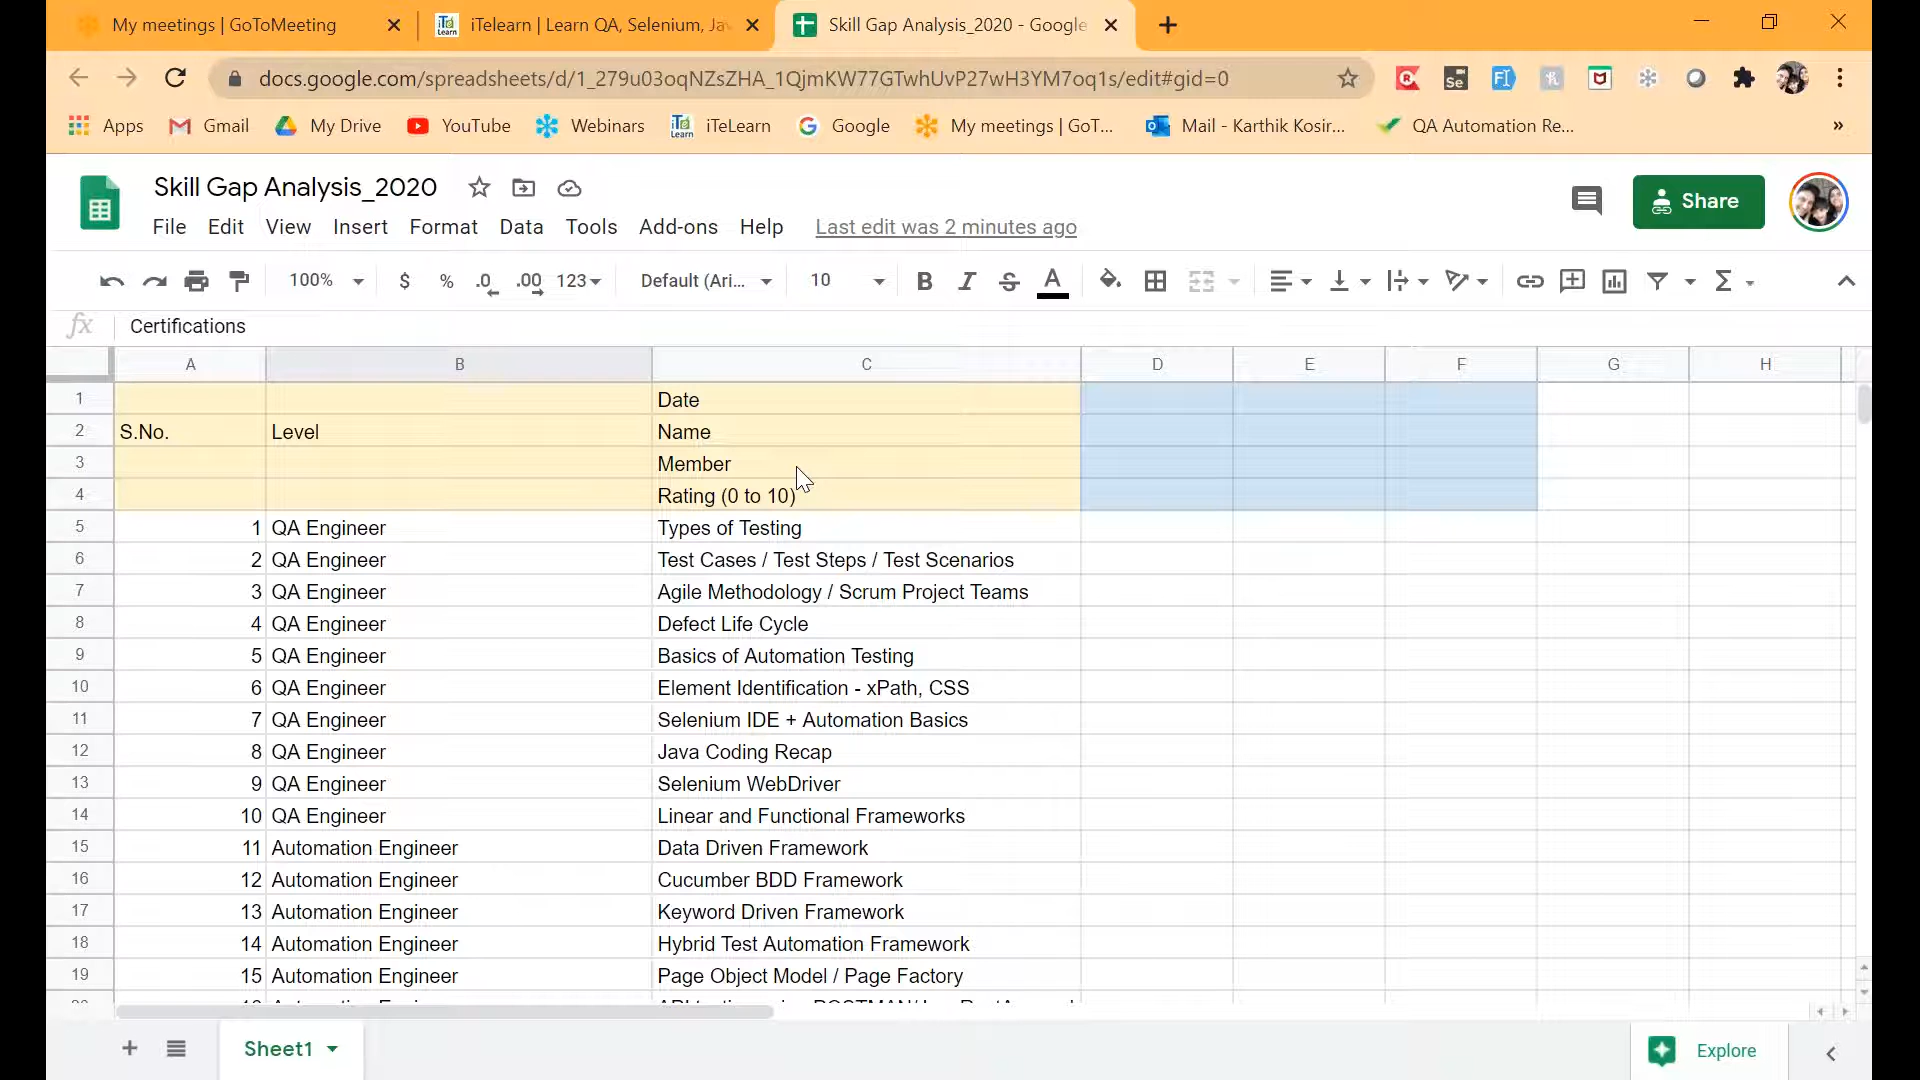 My meetings | GoToMeeting
iTelearn | Learn QA, Selenium, Ja
Skill Gap Analysis_2020 - Google
docs.google.com/spreadsheets/d/1_279u03oqNZsZHA_1QjmKW77GTwhUvP27wH3YM7oq1s/edit#gid=0
Apps Gmail My Drive YouTube Webinars iTeLearn Google My meetings | GoT... Mail - Karthik Kosir... QA Automation Re... »
Skill Gap Analysis_2020
Share
File Edit View Insert Format Data Tools Add-ons Help Last edit was 2 minutes ago
100% $ % .0 .00 123 Default (Ari... 10 B I S A
fx Certifications
A B C D E F G H
1 Date
2 S.No. Level Name
3 Member
4 Rating (0 to 10)
5 1 QA Engineer Types of Testing
6 2 QA Engineer Test Cases / Test Steps / Test Scenarios
7 3 QA Engineer Agile Methodology / Scrum Project Teams
8 4 QA Engineer Defect Life Cycle
9 5 QA Engineer Basics of Automation Testing
10 6 QA Engineer Element Identification - xPath, CSS
11 7 QA Engineer Selenium IDE + Automation Basics
12 8 QA Engineer Java Coding Recap
13 9 QA Engineer Selenium WebDriver
14 10 QA Engineer Linear and Functional Frameworks
15 11 Automation Engineer Data Driven Framework
16 12 Automation Engineer Cucumber BDD Framework
17 13 Automation Engineer Keyword Driven Framework
18 14 Automation Engineer Hybrid Test Automation Framework
19 15 Automation Engineer Page Object Model / Page Factory
Sheet1
Explore